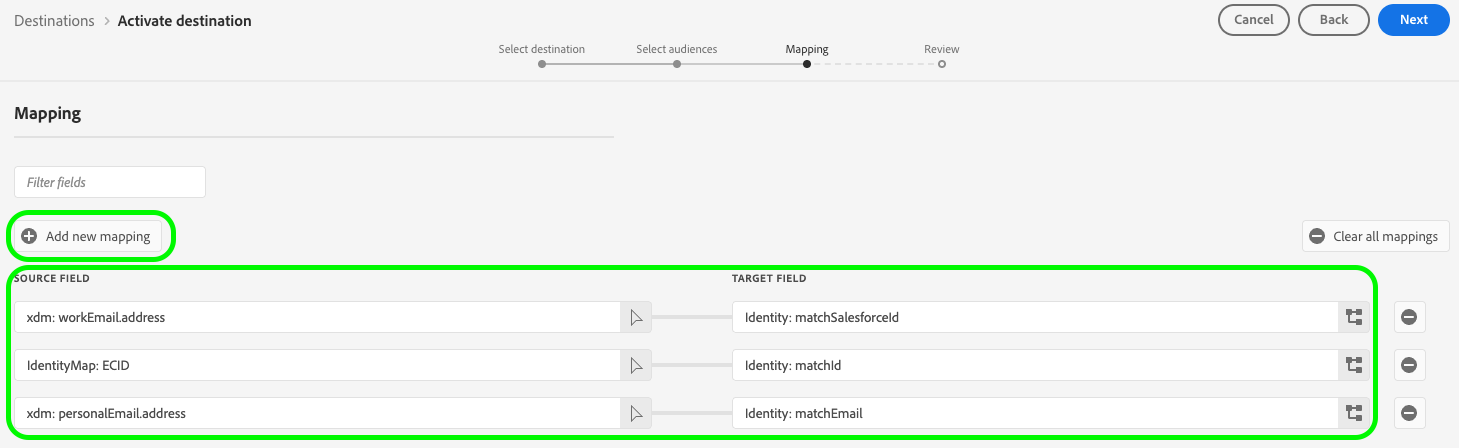 Destinations > Activate destination
Cancel
Back
Next
Select destination
Select audiences
Mapping
Review
Mapping
Filter fields
Add new mapping
Clear all mappings
SOURCE FIELD
TARGET FIELD
xdm: workEmail.address
Identity: matchSalesforceId
IdentityMap: ECID
Identity: matchId
xdm: personalEmail.address
Identity: matchEmail